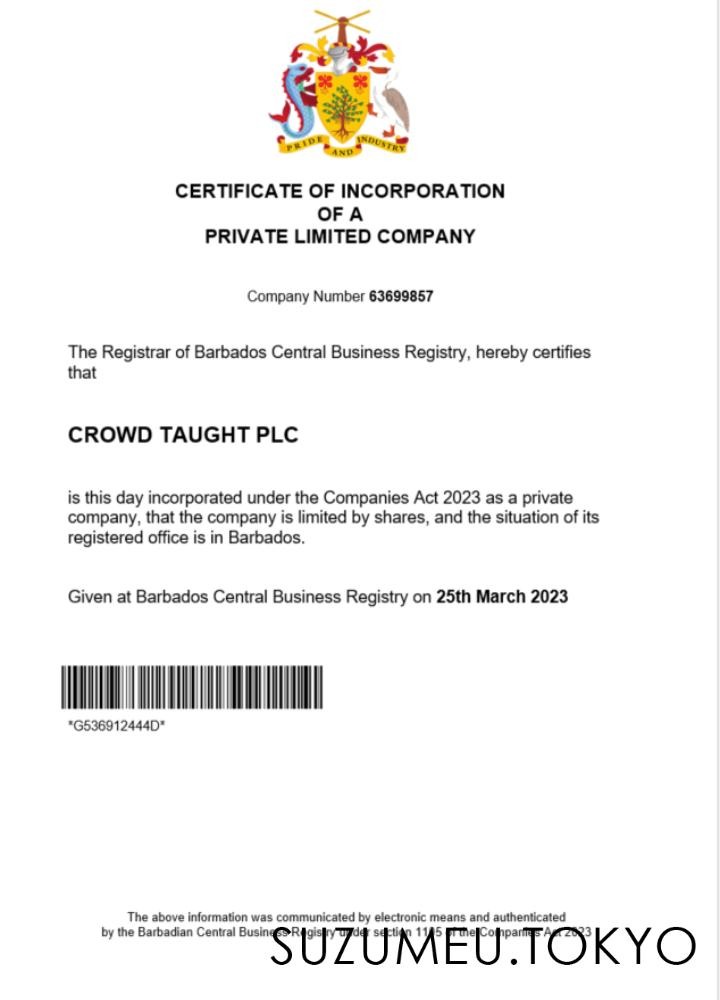 PRIDE AND INDUSTRY
CERTIFICATE OF INCORPORATION
OF A
PRIVATE LIMITED COMPANY
Company Number 63699857
The Registrar of Barbados Central Business Registry, hereby certifies
that
CROWD TAUGHT PLC
is this day incorporated under the Companies Act 2023 as a private
company, that the company is limited by shares, and the situation of its
registered office is in Barbados.
Given at Barbados Central Business Registry on 25th March 2023
*G536912444D*
The above information was communicated by electronic means and authenticated
by the Barbadian Central Business Registry under section 1105 of the Companies Act 2023
SUZUMEU.TOKYO